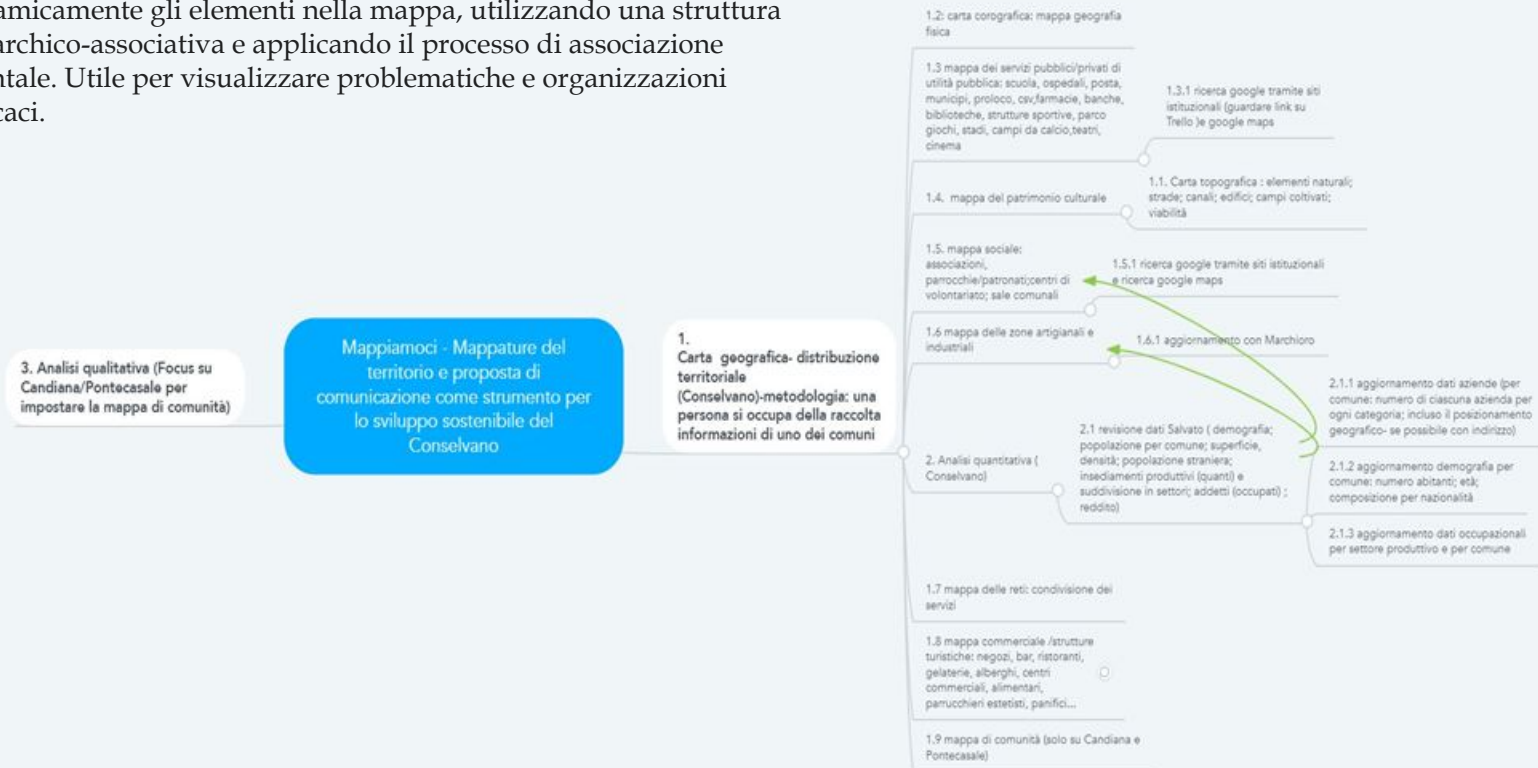 amicamente gli elementi nella mappa, utilizzando una struttura
archico-associativa e applicando il processo di associazione
ntale. Utile per visualizzare problematiche e organizzazioni
caci.
3. Analisi qualitativa (Focus su
Candiana/Pontecasale per
impostare la mappa di comunità)
Mappiamoci - Mappature del
territorio e proposta di
comunicazione come strumento per
lo sviluppo sostenibile del
Conselvano
1.
Carta geografica- distribuzione
territoriale
(Conselvano)-metodologia: una
persona si occupa della raccolta
informazioni di uno dei comuni
1.2: carta corografica: mappa geografia
fisica
1.3 mappa dei servizi pubblici/privati di
utilità pubblica: scuola, ospedali, posta,
municipi, proloco, csv,farmacie, banche,
biblioteche, strutture sportive, parco
giochi, stadi, campi da calcio,teatri,
cinema
1.3.1 ricerca google tramite siti
istituzionali (guardare link su
Trello )e google maps
1.4. mappa del patrimonio culturale
1.1. Carta topografica : elementi naturali;
strade; canali; edifici; campi coltivati;
viabilità
1.5. mappa sociale:
associazioni,
parrocchie/patronati;centri di
volontariato; sale comunali
1.5.1 ricerca google tramite siti istituzionali
e ricerca google maps
1.6 mappa delle zone artigianali e
industriali
1.6.1 aggiornamento con Marchioro
2. Analisi quantitativa (
Conselvano)
2.1 revisione dati Salvato ( demografia;
popolazione per comune; superficie,
densità; popolazione straniera;
insediamenti produttivi (quanti) e
suddivisione in settori; addetti (occupati) ;
reddito)
2.1.1 aggiornamento dati aziende (per
comune: numero di ciascuna azienda per
ogni categoria; incluso il posizionamento
geografico- se possibile con indirizzo)
2.1.2 aggiornamento demografia per
comune: numero abitanti; età;
composizione per nazionalità
2.1.3 aggiornamento dati occupazionali
per settore produttivo e per comune
1.7 mappa delle reti: condivisione dei
servizi
1.8 mappa commerciale /strutture
turistiche: negozi, bar, ristoranti,
gelaterie, alberghi, centri
commerciali, alimentari,
parrucchieri estetisti, panifici...
1.9 mappa di comunità (solo su Candiana e
Pontecasale)